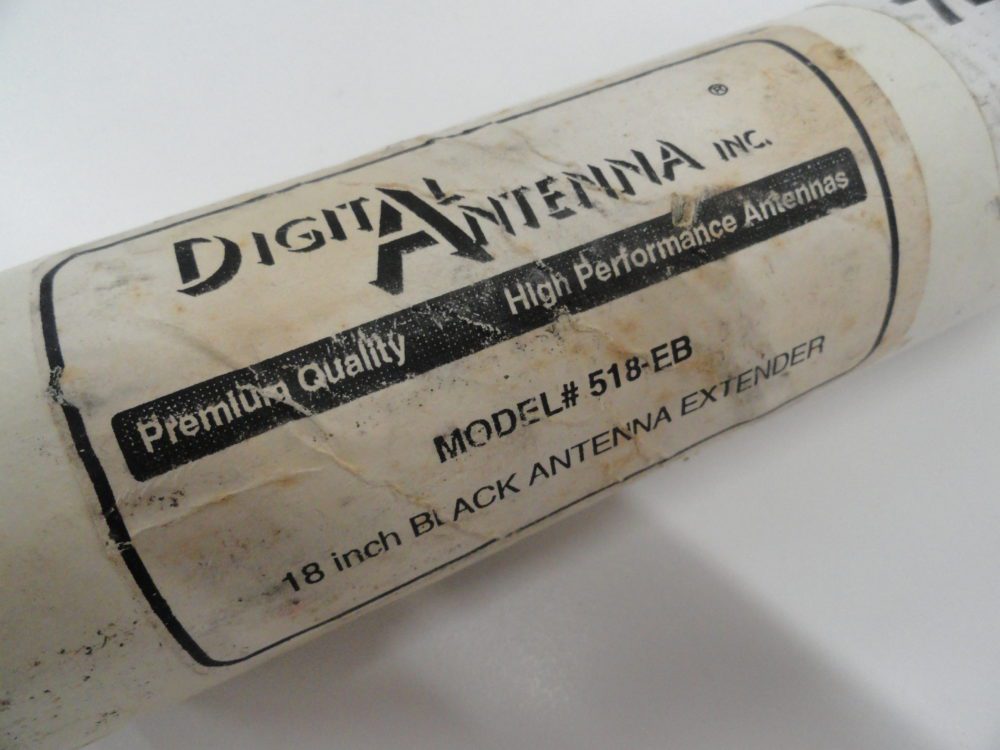 DIGITAL ANTENNA INC. ®
Premium Quality High Performance Antennas
MODEL# 518-EB
18 inch BLACK ANTENNA EXTENDER